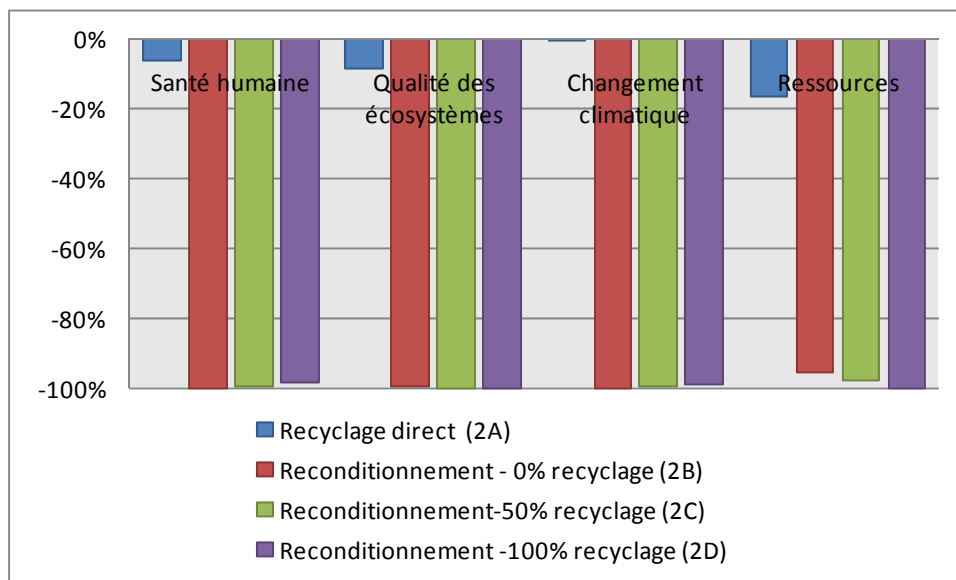 0%
Santé humaine
Qualité des
écosystèmes
Changement
climatique
Ressources
-20%
-40%
-60%
-80%
-100%
Recyclage direct (2A)
Reconditionnement - 0% recyclage (2B)
Reconditionnement-50% recyclage (2C)
Reconditionnement -100% recyclage (2D)